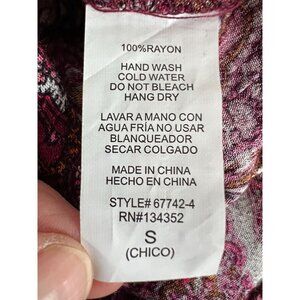 100%RAYON
HAND WASH
COLD WATER
DO NOT BLEACH
HANG DRY
LAVAR A MANO CON
AGUA FRÍA NO USAR
BLANQUEADOR
SECAR COLGADO
MADE IN CHINA
HECHO EN CHINA
STYLE# 67742-4
RN#134352
S
(CHICO)